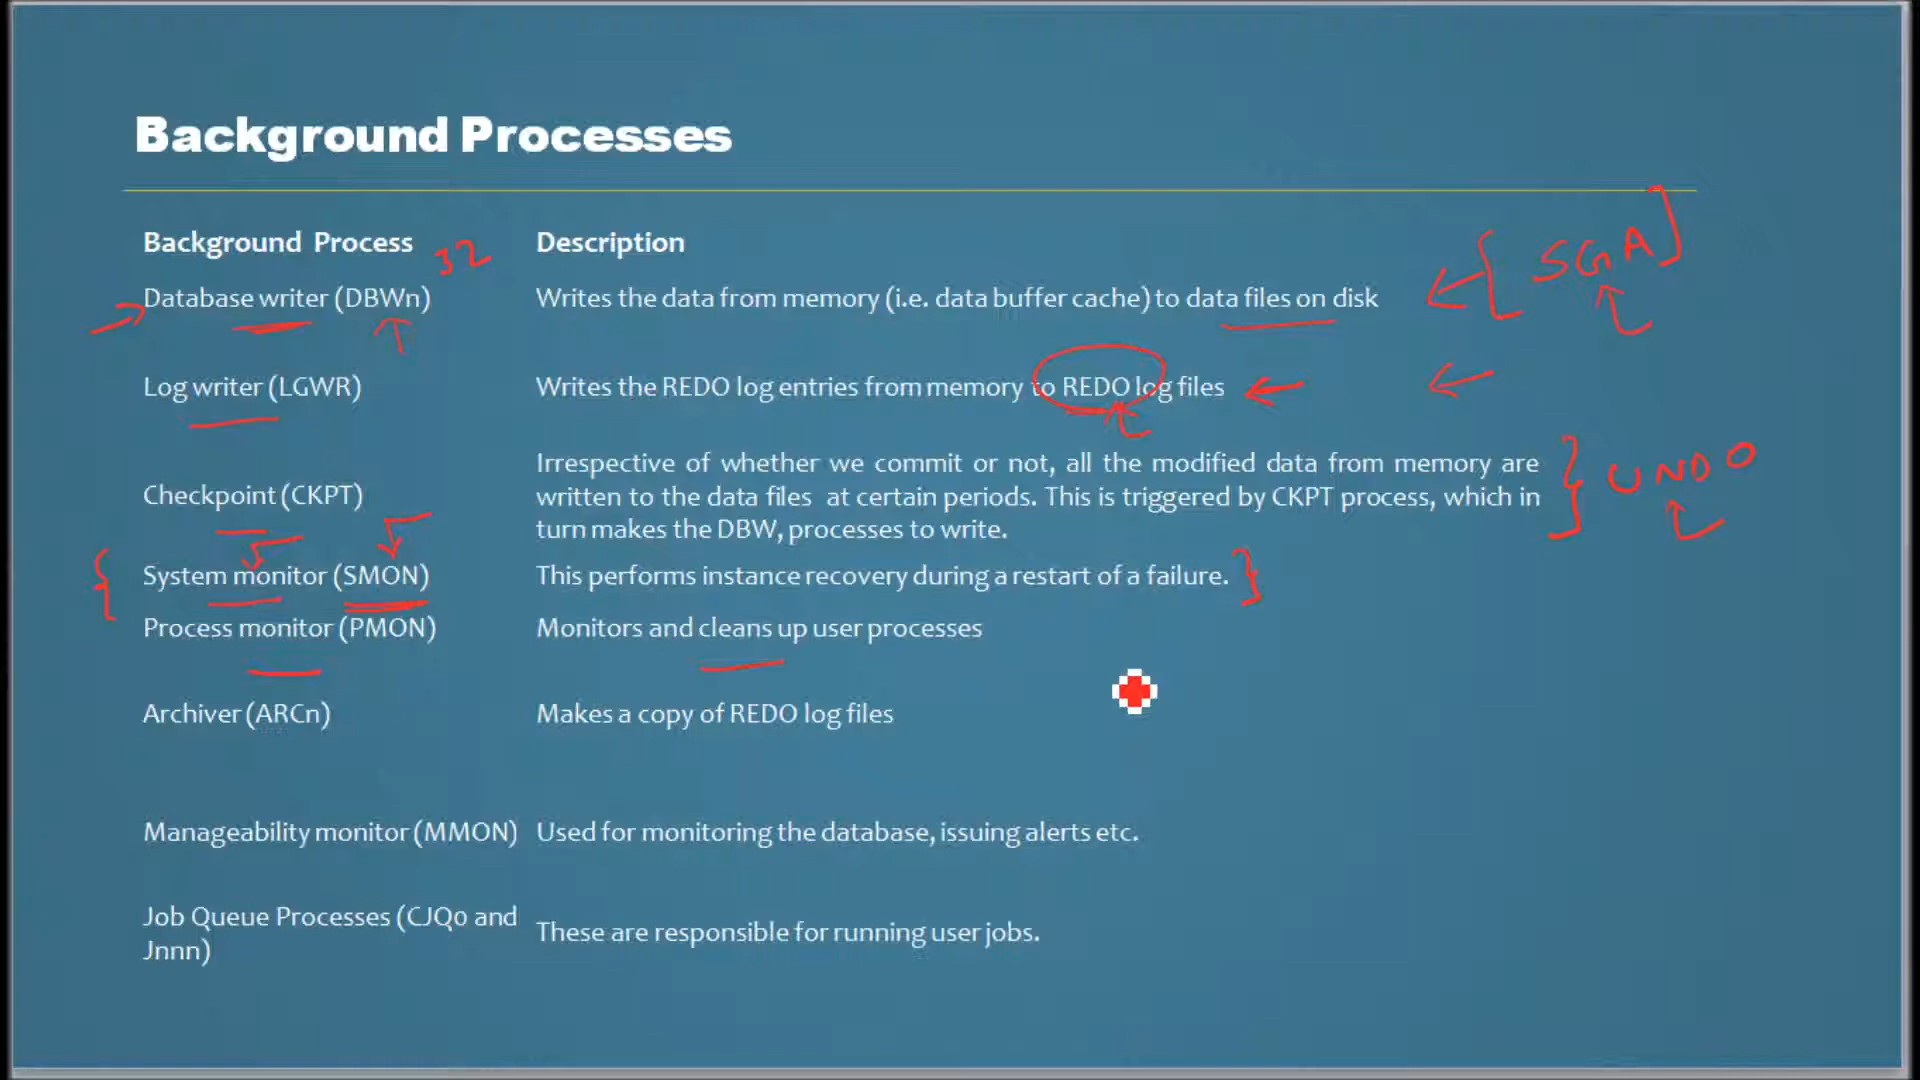 Background Processes
Background Process Description
32
Database writer (DBWn) Writes the data from memory (i.e. data buffer cache) to data files on disk
SGA
Log writer (LGWR) Writes the REDO log entries from memory to REDO log files
Checkpoint (CKPT) Irrespective of whether we commit or not, all the modified data from memory are
written to the data files at certain periods. This is triggered by CKPT process, which in
turn makes the DBW, processes to write.
UNDO
System monitor (SMON) This performs instance recovery during a restart of a failure.
Process monitor (PMON) Monitors and cleans up user processes
Archiver (ARCn) Makes a copy of REDO log files
Manageability monitor (MMON) Used for monitoring the database, issuing alerts etc.
Job Queue Processes (CJQ0 and
Jnnn) These are responsible for running user jobs.